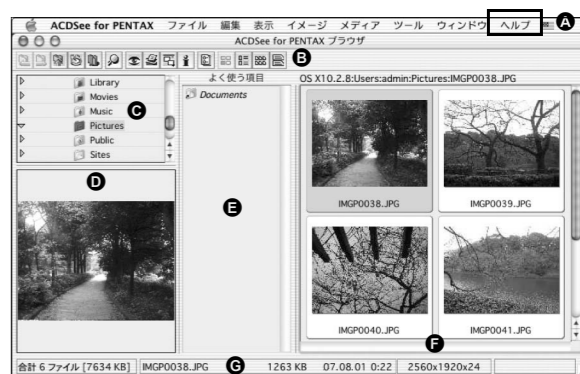 ACDSee for PENTAX ファイル 編集 表示 イメージ メディア ツール ウィンドウ ヘルプ A
ACDSee for PENTAX ブラウザ
B
よく使う項目
OS X10.2.8:Users:admin:Pictures:IMGP0038.JPG
Library
Movies
Music
Pictures
Public
Sites
C
Documents
D
E
IMGP0038.JPG
IMGP0039.JPG
IMGP0040.JPG
IMGP0041.JPG
F
合計 6 ファイル [7634 KB] IMGP0038.JPG G 1263 KB 07.08.01 0:22 2560x1920x24